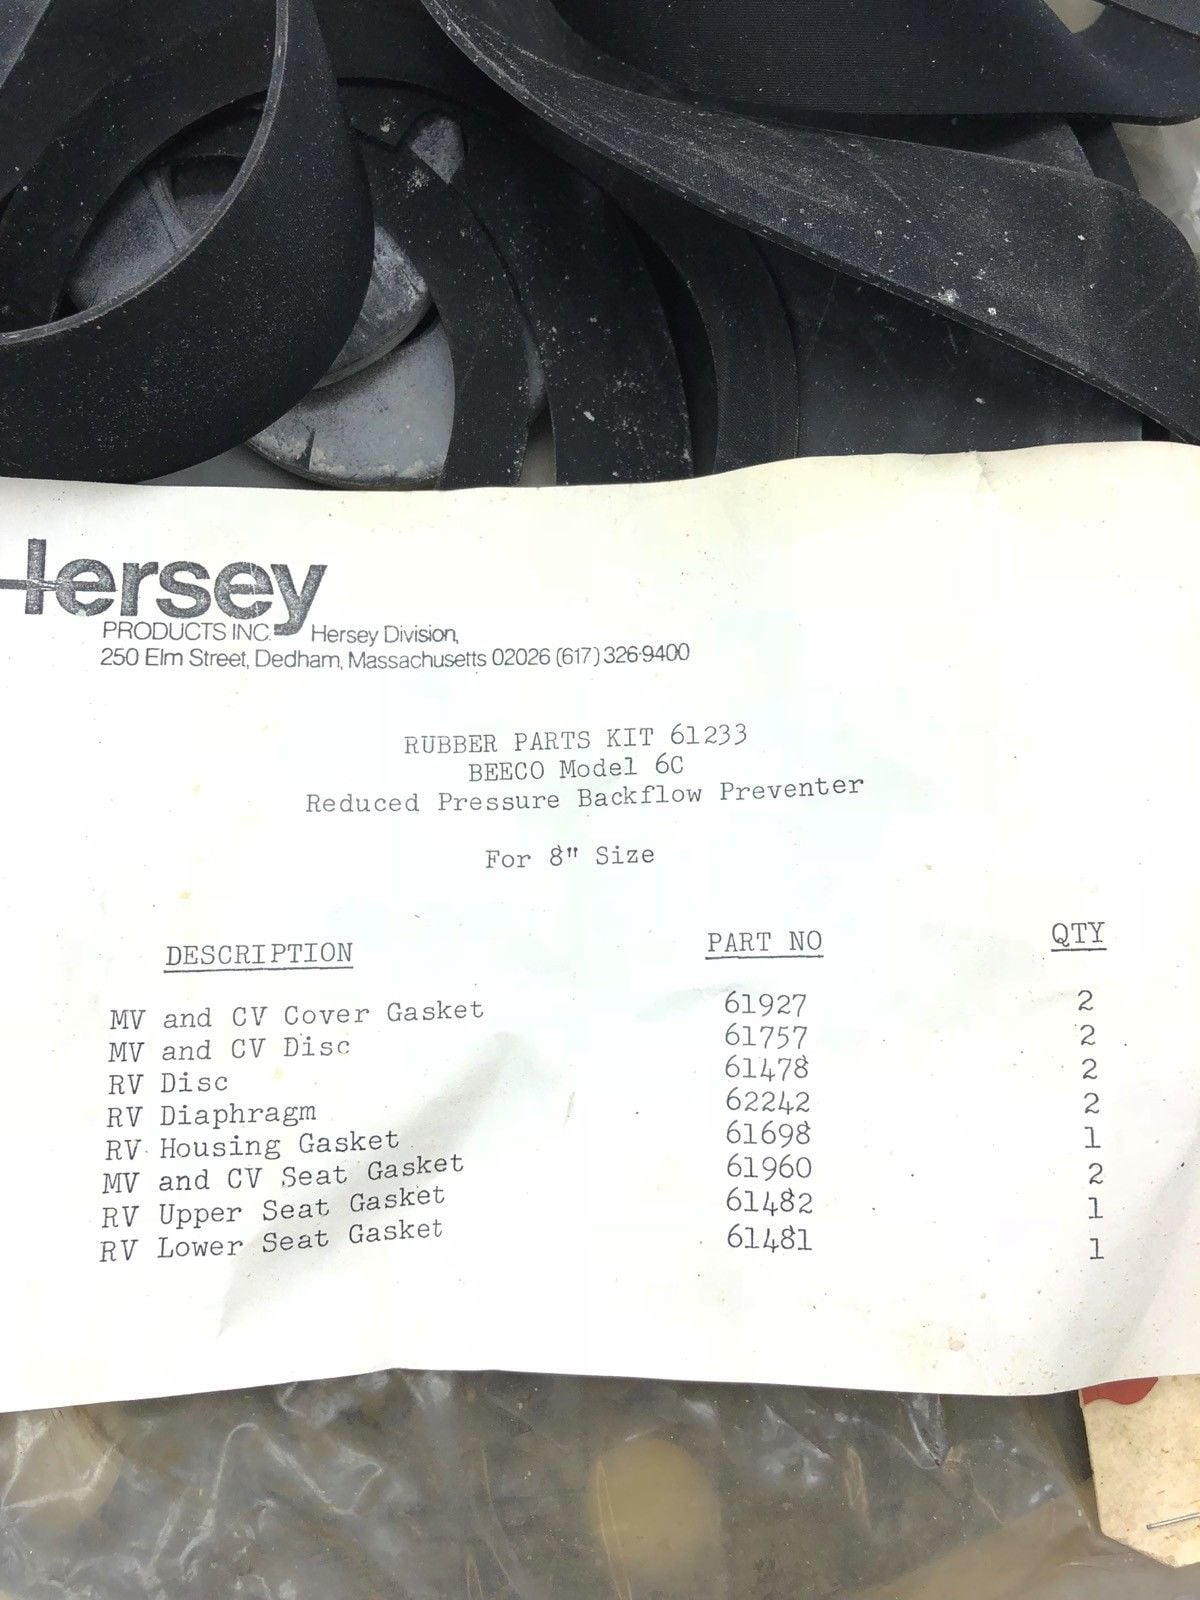 Hersey
PRODUCTS INC. Hersey Division,
250 Elm Street, Dedham, Massachusetts 02026 (617) 326-9400
RUBBER PARTS KIT 61233
BEECO Model 6C
Reduced Pressure Backflow Preventer
For 8" Size
DESCRIPTION PART NO QTY
MV and CV Cover Gasket 61927 2
MV and CV Disc 61757 2
RV Disc 61478 2
RV Diaphragm 62242 2
RV Housing Gasket 61698 1
MV and CV Seat Gasket 61960 2
RV Upper Seat Gasket 61482 1
RV Lower Seat Gasket 61481 1